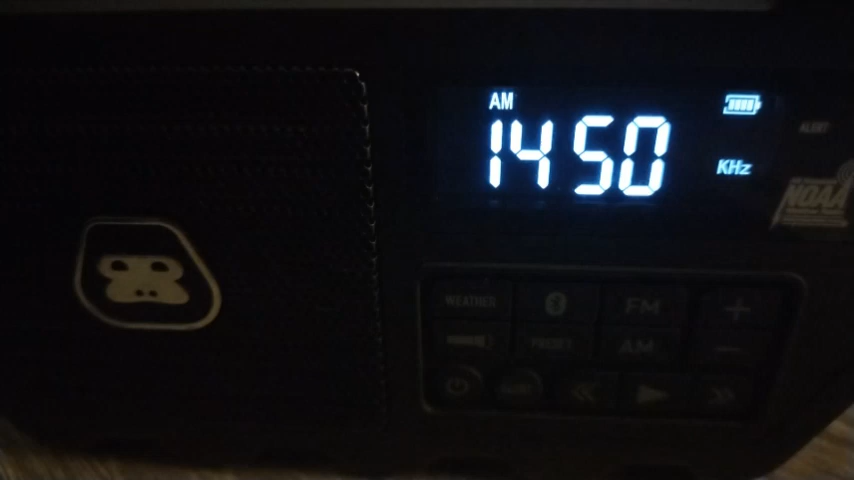 AM
1450
KHz
ALERT
NOAA
WEATHER
FM
PRESET
AM